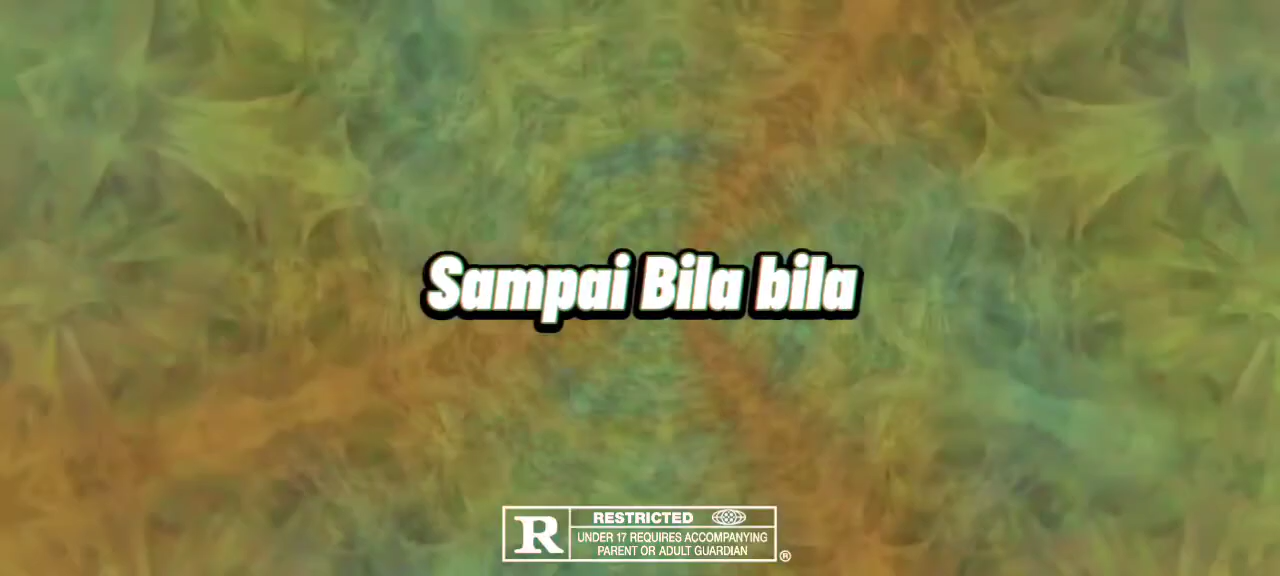 Sampai Bila bila
R
RESTRICTED
UNDER 17 REQUIRES ACCOMPANYING
PARENT OR ADULT GUARDIAN
®